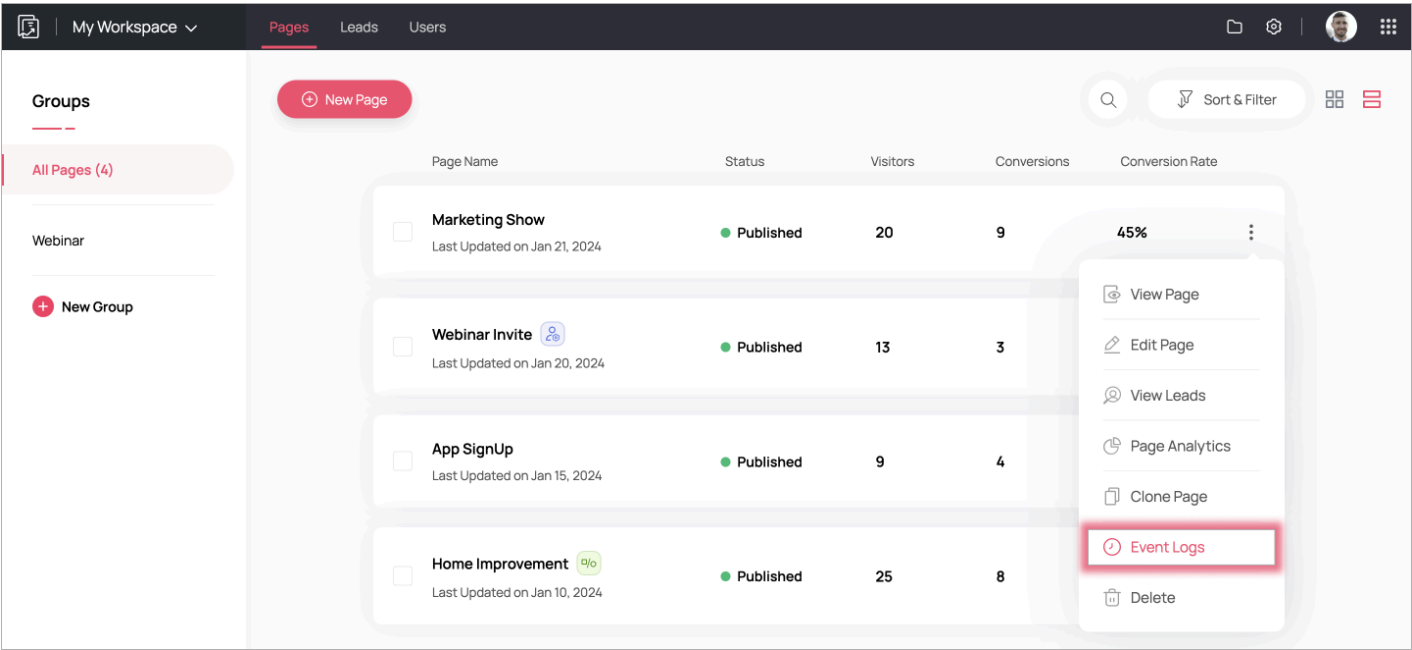 My Workspace
Pages Leads Users
Groups
All Pages (4)
Webinar
New Group
New Page
Sort & Filter
Page Name Status Visitors Conversions Conversion Rate
Marketing Show
Last Updated on Jan 21, 2024
Published 20 9 45%
Webinar Invite
Last Updated on Jan 20, 2024
Published 13 3
App SignUp
Last Updated on Jan 15, 2024
Published 9 4
Home Improvement %
Last Updated on Jan 10, 2024
Published 25 8
View Page
Edit Page
View Leads
Page Analytics
Clone Page
Event Logs
Delete